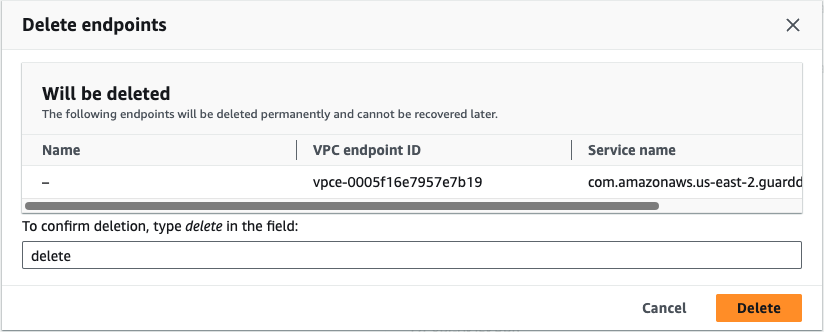 Delete endpoints
Will be deleted
The following endpoints will be deleted permanently and cannot be recovered later.
Name VPC endpoint ID Service name
– vpce-0005f16e7957e7b19 com.amazonaws.us-east-2.guardd
To confirm deletion, type delete in the field:
delete
Cancel Delete